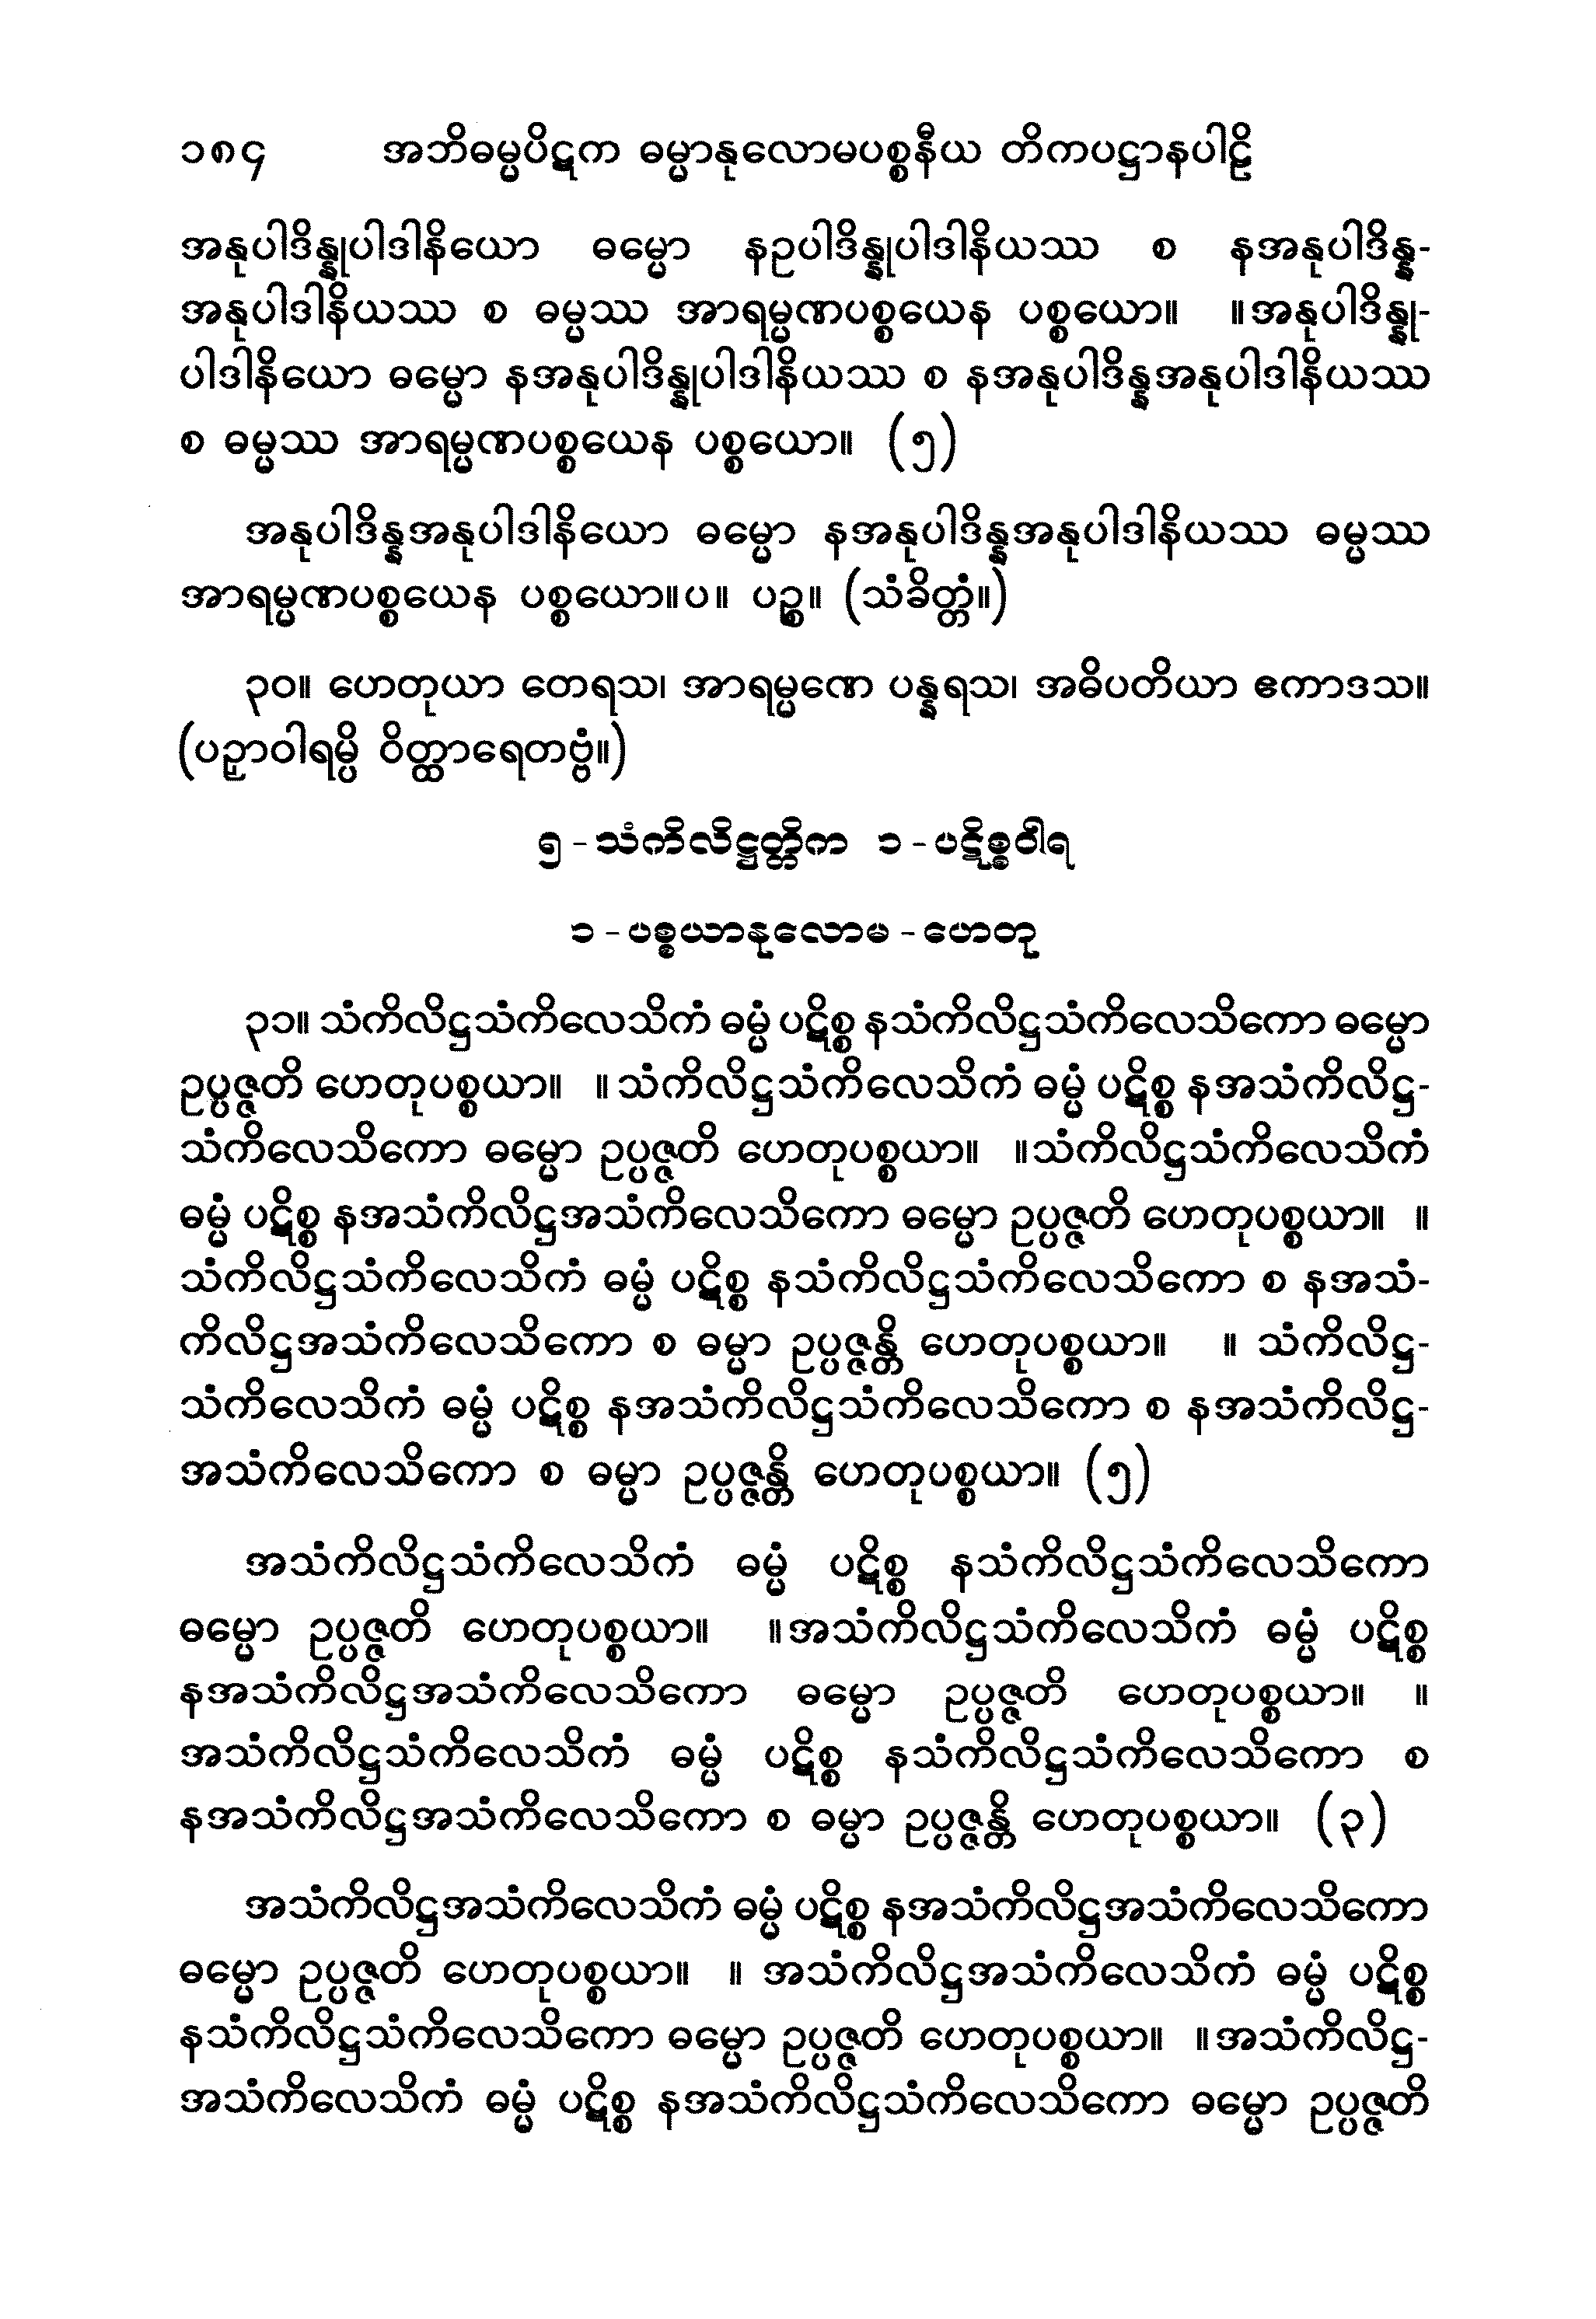 ၁၈၄ အဘိဓမ္မပိဋက ဓမ္မာနုလောမပစ္စနီယ တိကပဋ္ဌာနပါဠိ
အနုပါဒိန္နုပါဒါနိယော ဓမ္မော နဥပါဒိန္နုပါဒါနိယဿ စ နအနုပါဒိန္န-
အနုပါဒါနိယဿ စ ဓမ္မဿ အာရမ္မဏပစ္စယေန ပစ္စယော။ ။အနုပါဒိန္နု-
ပါဒါနိယော ဓမ္မော နအနုပါဒိန္နုပါဒါနိယဿ စ နအနုပါဒိန္နအနုပါဒါနိယဿ
စ ဓမ္မဿ အာရမ္မဏပစ္စယေန ပစ္စယော။ (၅)
အနုပါဒိန္နအနုပါဒါနိယော ဓမ္မော နအနုပါဒိန္နအနုပါဒါနိယဿ ဓမ္မဿ
အာရမ္မဏပစ္စယေန ပစ္စယော။ပ။ ပဉ္စ။ (သံခိတ္တံ။)
၃၀။ ဟေတုယာ တေရသ၊ အာရမ္မဏေ ပန္နရသ၊ အဓိပတိယာ ဧကာဒသ။
(ပဉှာဝါရမ္ပိ ဝိတ္ထာရေတဗ္ဗံ။)
၅ - သံကိလိဋ္ဌတ္တိက ၁ - ပဋိစ္စဝါရ
၁ - ပစ္စယာနုလောမ - ဟေတု
၃၁။ သံကိလိဋ္ဌသံကိလေသိကံ ဓမ္မံ ပဋိစ္စ နသံကိလိဋ္ဌသံကိလေသိကော ဓမ္မော
ဥပ္ပဇ္ဇတိ ဟေတုပစ္စယာ။ ။ သံကိလိဋ္ဌသံကိလေသိကံ ဓမ္မံ ပဋိစ္စ နအသံကိလိဋ္ဌ-
သံကိလေသိကော ဓမ္မော ဥပ္ပဇ္ဇတိ ဟေတုပစ္စယာ။ ။သံကိလိဋ္ဌသံကိလေသိကံ
ဓမ္မံ ပဋိစ္စ နအသံကိလိဋ္ဌအသံကိလေသိကော ဓမ္မော ဥပ္ပဇ္ဇတိ ဟေတုပစ္စယာ။ ။
သံကိလိဋ္ဌသံကိလေသိကံ ဓမ္မံ ပဋိစ္စ နသံကိလိဋ္ဌသံကိလေသိကော စ နအသံ-
ကိလိဋ္ဌအသံကိလေသိကော စ ဓမ္မာ ဥပ္ပဇ္ဇန္တိ ဟေတုပစ္စယာ။ ။ သံကိလိဋ္ဌ-
သံကိလေသိကံ ဓမ္မံ ပဋိစ္စ နအသံကိလိဋ္ဌသံကိလေသိကော စ နအသံကိလိဋ္ဌ-
အသံကိလေသိကော စ ဓမ္မာ ဥပ္ပဇ္ဇန္တိ ဟေတုပစ္စယာ။ (၅)
အသံကိလိဋ္ဌသံကိလေသိကံ ဓမ္မံ ပဋိစ္စ နသံကိလိဋ္ဌသံကိလေသိကော
ဓမ္မော ဥပ္ပဇ္ဇတိ ဟေတုပစ္စယာ။ ။အသံကိလိဋ္ဌသံကိလေသိကံ ဓမ္မံ ပဋိစ္စ
နအသံကိလိဋ္ဌအသံကိလေသိကော ဓမ္မော ဥပ္ပဇ္ဇတိ ဟေတုပစ္စယာ။ ။
အသံကိလိဋ္ဌသံကိလေသိကံ ဓမ္မံ ပဋိစ္စ နသံကိလိဋ္ဌသံကိလေသိကော စ
နအသံကိလိဋ္ဌအသံကိလေသိကော စ ဓမ္မာ ဥပ္ပဇ္ဇန္တိ ဟေတုပစ္စယာ။ (၃)
အသံကိလိဋ္ဌအသံကိလေသိကံ ဓမ္မံ ပဋိစ္စ နအသံကိလိဋ္ဌအသံကိလေသိကော
ဓမ္မော ဥပ္ပဇ္ဇတိ ဟေတုပစ္စယာ။ ။ အသံကိလိဋ္ဌအသံကိလေသိကံ ဓမ္မံ ပဋိစ္စ
နသံကိလိဋ္ဌသံကိလေသိကော ဓမ္မော ဥပ္ပဇ္ဇတိ ဟေတုပစ္စယာ။ ။အသံကိလိဋ္ဌ-
အသံကိလေသိကံ ဓမ္မံ ပဋိစ္စ နအသံကိလိဋ္ဌသံကိလေသိကော ဓမ္မော ဥပ္ပဇ္ဇတိ